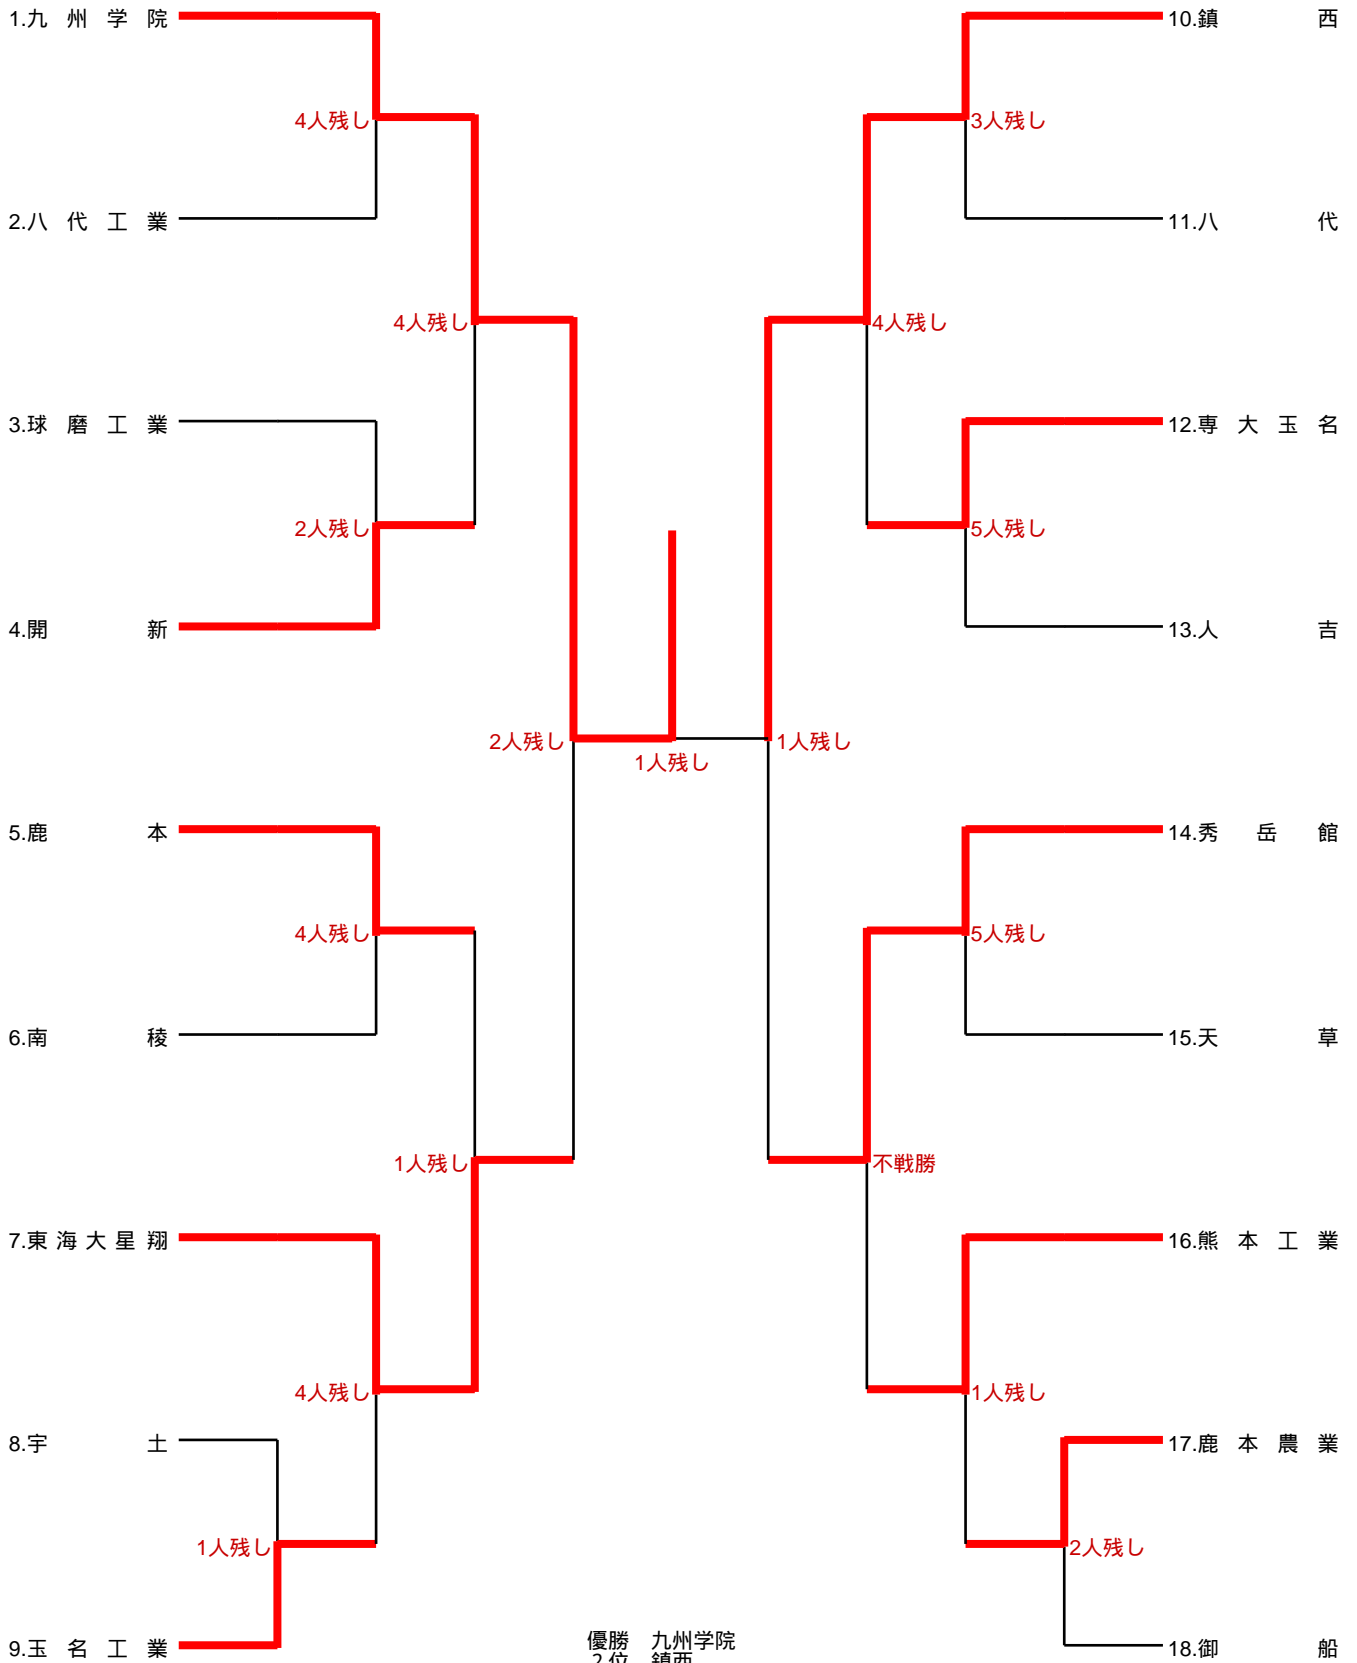 1.九州学院
10.鎮西
4人残し
3人残し
2.八代工業
11.八代
4人残し
4人残し
3.球磨工業
12.専大玉名
2人残し
5人残し
4.開新
13.人吉
2人残し
1人残し
1人残し
5.鹿本
14.秀岳館
4人残し
5人残し
6.南稜
15.天草
1人残し
不戦勝
7.東海大星翔
16.熊本工業
4人残し
1人残し
8.宇土
17.鹿本農業
1人残し
2人残し
9.玉名工業
18.御船
優勝 九州学院
2位 鎮西